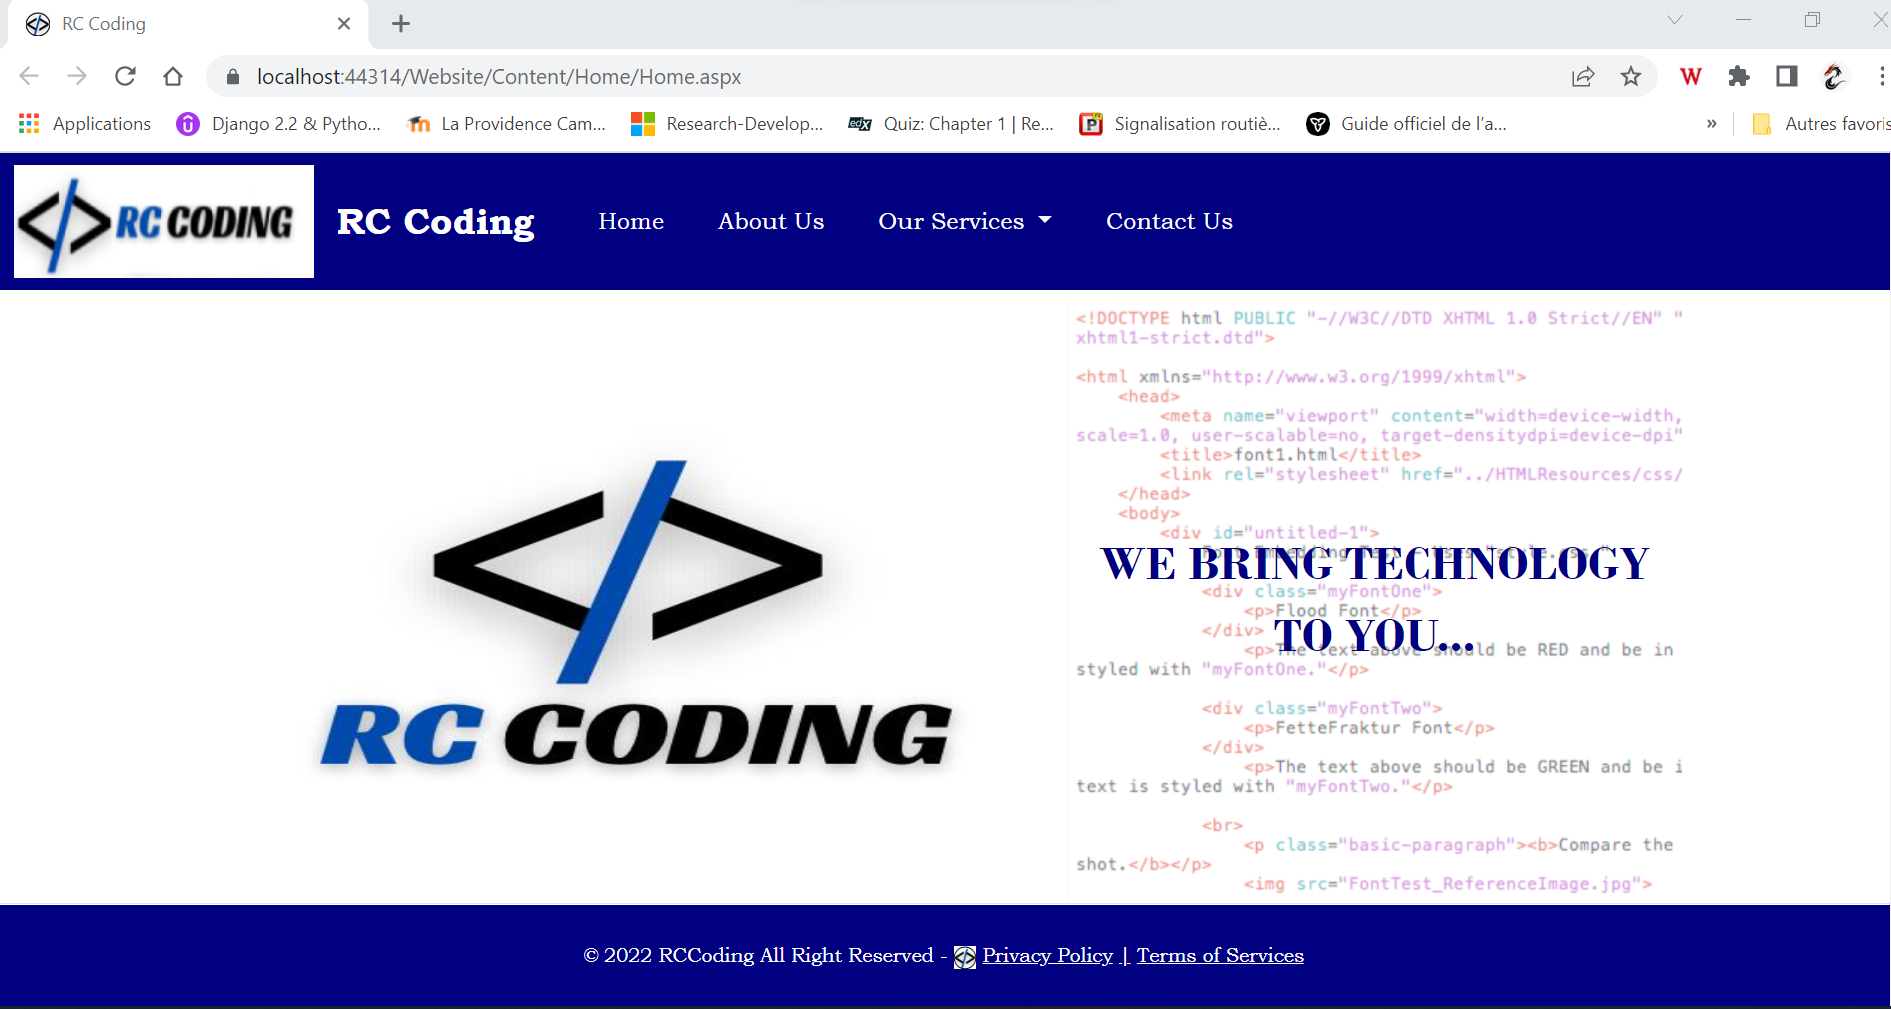 RC Coding
localhost:44314/Website/Content/Home/Home.aspx
W
Applications
Django 2.2 & Pytho...
La Providence Cam...
edX
Research-Develop...
Quiz: Chapter 1 | Re...
Signalisation routiè...
Guide officiel de l'a...
»
Autres favoris
RC CODING
RC Coding
Home
About Us
Our Services
Contact Us
<!DOCTYPE html PUBLIC "-//W3C//DTD XHTML 1.0 Strict//EN" "
xhtml1-strict.dtd">
<html xmlns="http://www.w3.org/1999/xhtml">
<head>
<meta name="viewport" content="width=device-width,
scale=1.0, user-scalable=no, target-densitydpi=device-dpi"
<title>font1.html</title>
<link rel="stylesheet" href="../HTMLResources/css/
</head>
<body>
<div id="untitled-1">
Font Embedding Test - Uses "style.css."
WE BRING TECHNOLOGY
<div class="myFontOne">
<p>Flood Font</p>
</div>
TO YOU...
<p>The text above should be RED and be in
styled with "myFontOne."</p>
<div class="myFontTwo">
<p>FetteFraktur Font</p>
</div>
<p>The text above should be GREEN and be i
text is styled with "myFontTwo."</p>
<br>
<p class="basic-paragraph"><b>Compare the
shot.</b></p>
<img src="FontTest_ReferenceImage.jpg">
RC CODING
© 2022 RCCoding All Right Reserved - Privacy Policy | Terms of Services